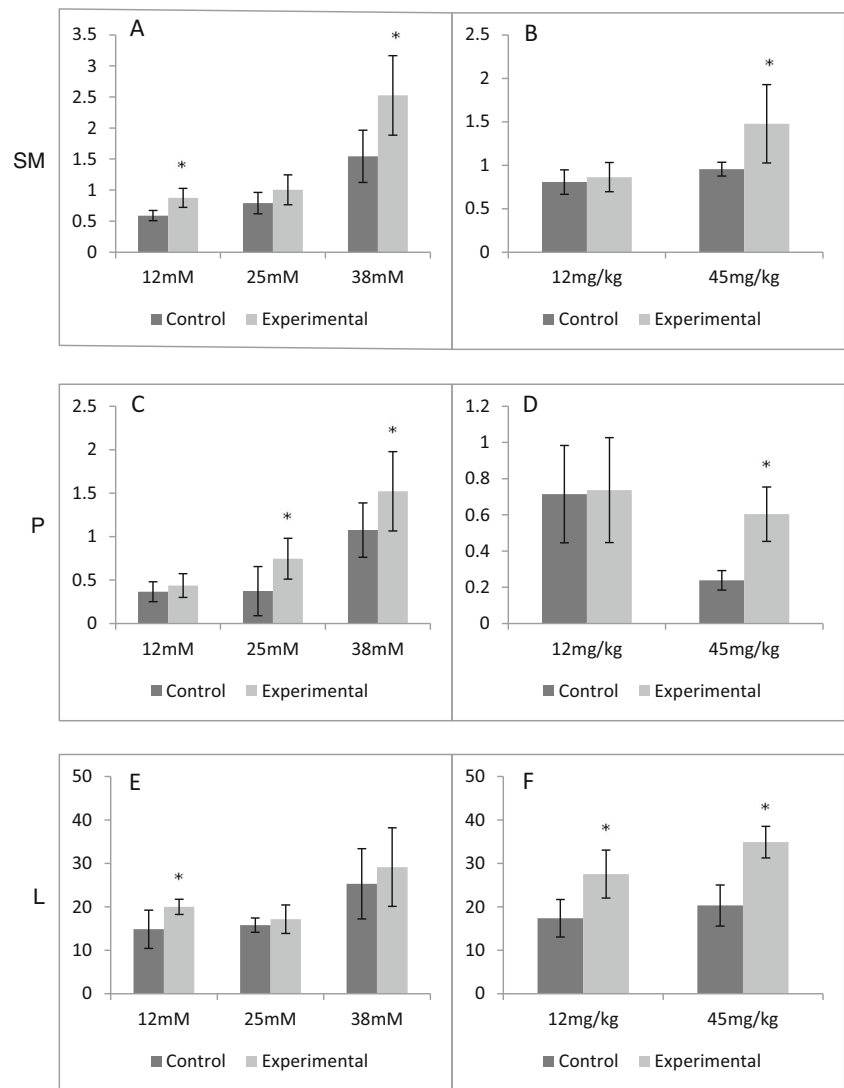 SM
A
3.5
3
2.5
2
1.5
1
0.5
0
*
*
12mM 25mM 38mM
Control Experimental
B
2.5
2
1.5
1
0.5
0
*
12mg/kg 45mg/kg
Control Experimental
P
C
2.5
2
1.5
1
0.5
0
*
*
12mM 25mM 38mM
Control Experimental
D
1.2
1
0.8
0.6
0.4
0.2
0
*
12mg/kg 45mg/kg
Control Experimental
L
E
50
40
30
20
10
0
*
12mM 25mM 38mM
Control Experimental
F
50
40
30
20
10
0
*
*
12mg/kg 45mg/kg
Control Experimental